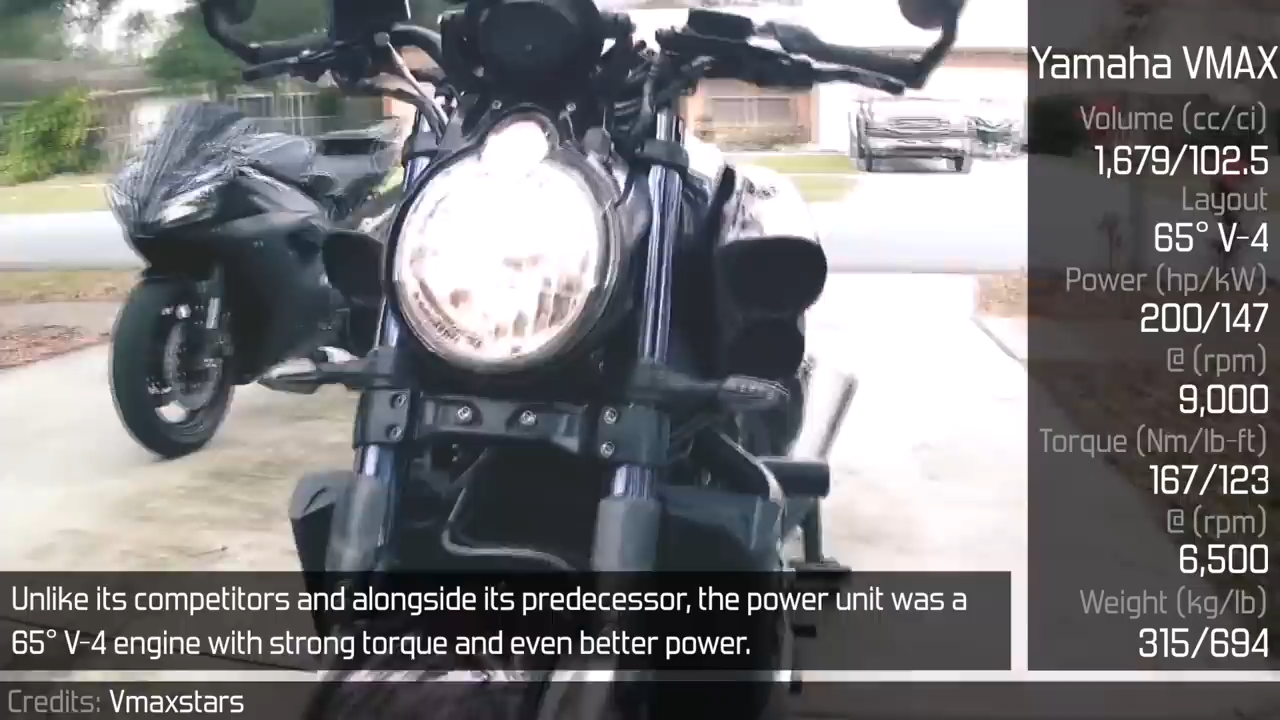 Yamaha VMAX
Volume (cc/ci)
1,679/102.5
Layout
65° V-4
Power (hp/kW)
200/147
@ (rpm)
9,000
Torque (Nm/lb-ft)
167/123
@ (rpm)
6,500
Weight (kg/lb)
315/694
Unlike its competitors and alongside its predecessor, the power unit was a
65° V-4 engine with strong torque and even better power.
Credits: Vmaxstars